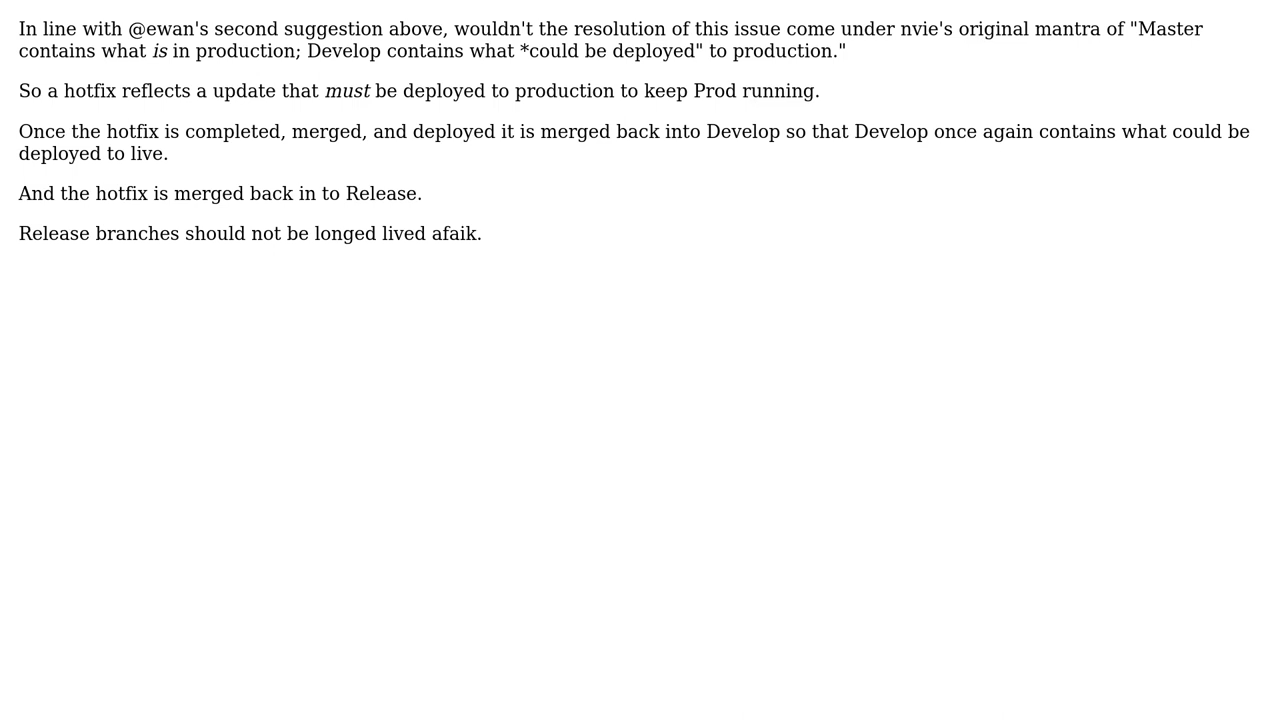 In line with @ewan's second suggestion above, wouldn't the resolution of this issue come under nvie's original mantra of "Master
contains what is in production; Develop contains what *could be deployed" to production."
So a hotfix reflects a update that must be deployed to production to keep Prod running.
Once the hotfix is completed, merged, and deployed it is merged back into Develop so that Develop once again contains what could be
deployed to live.
And the hotfix is merged back in to Release.
Release branches should not be longed lived afaik.